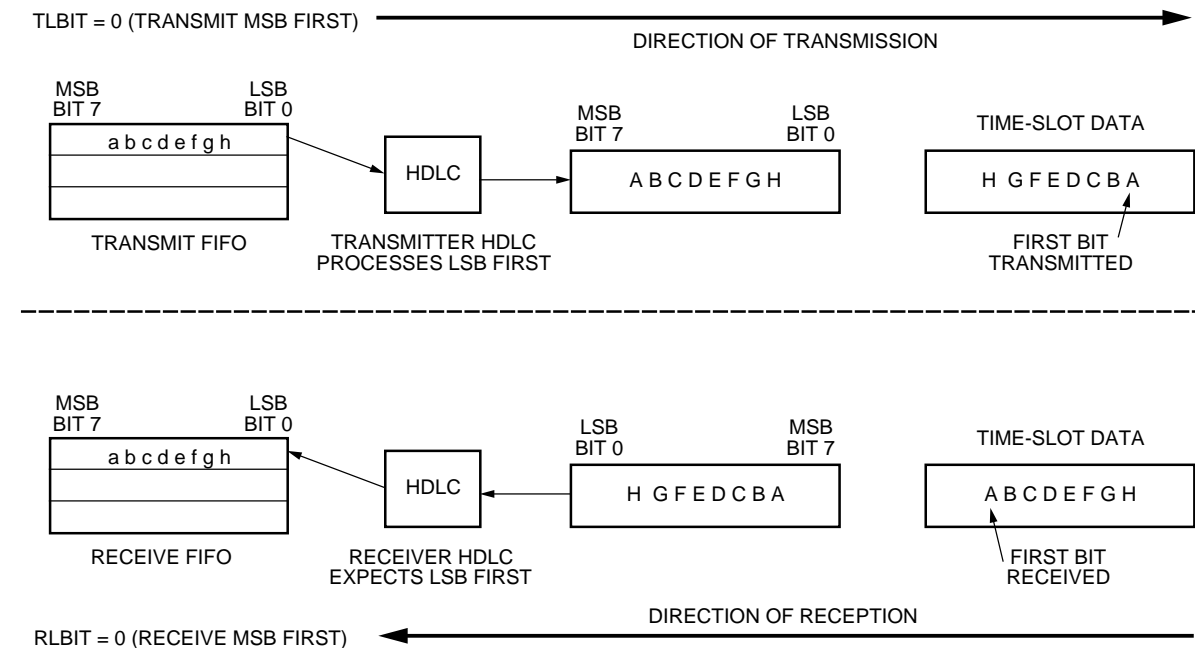 TLBIT = 0 (TRANSMIT MSB FIRST)
DIRECTION OF TRANSMISSION
MSB
BIT 7
LSB
BIT 0
a b c d e f g h
TRANSMIT FIFO
HDLC
TRANSMITTER HDLC
PROCESSES LSB FIRST
MSB
BIT 7
LSB
BIT 0
A B C D E F G H
TIME-SLOT DATA
H G F E D C B A
FIRST BIT
TRANSMITTED
MSB
BIT 7
LSB
BIT 0
a b c d e f g h
RECEIVE FIFO
HDLC
RECEIVER HDLC
EXPECTS LSB FIRST
LSB
BIT 0
MSB
BIT 7
H G F E D C B A
TIME-SLOT DATA
A B C D E F G H
FIRST BIT
RECEIVED
DIRECTION OF RECEPTION
RLBIT = 0 (RECEIVE MSB FIRST)